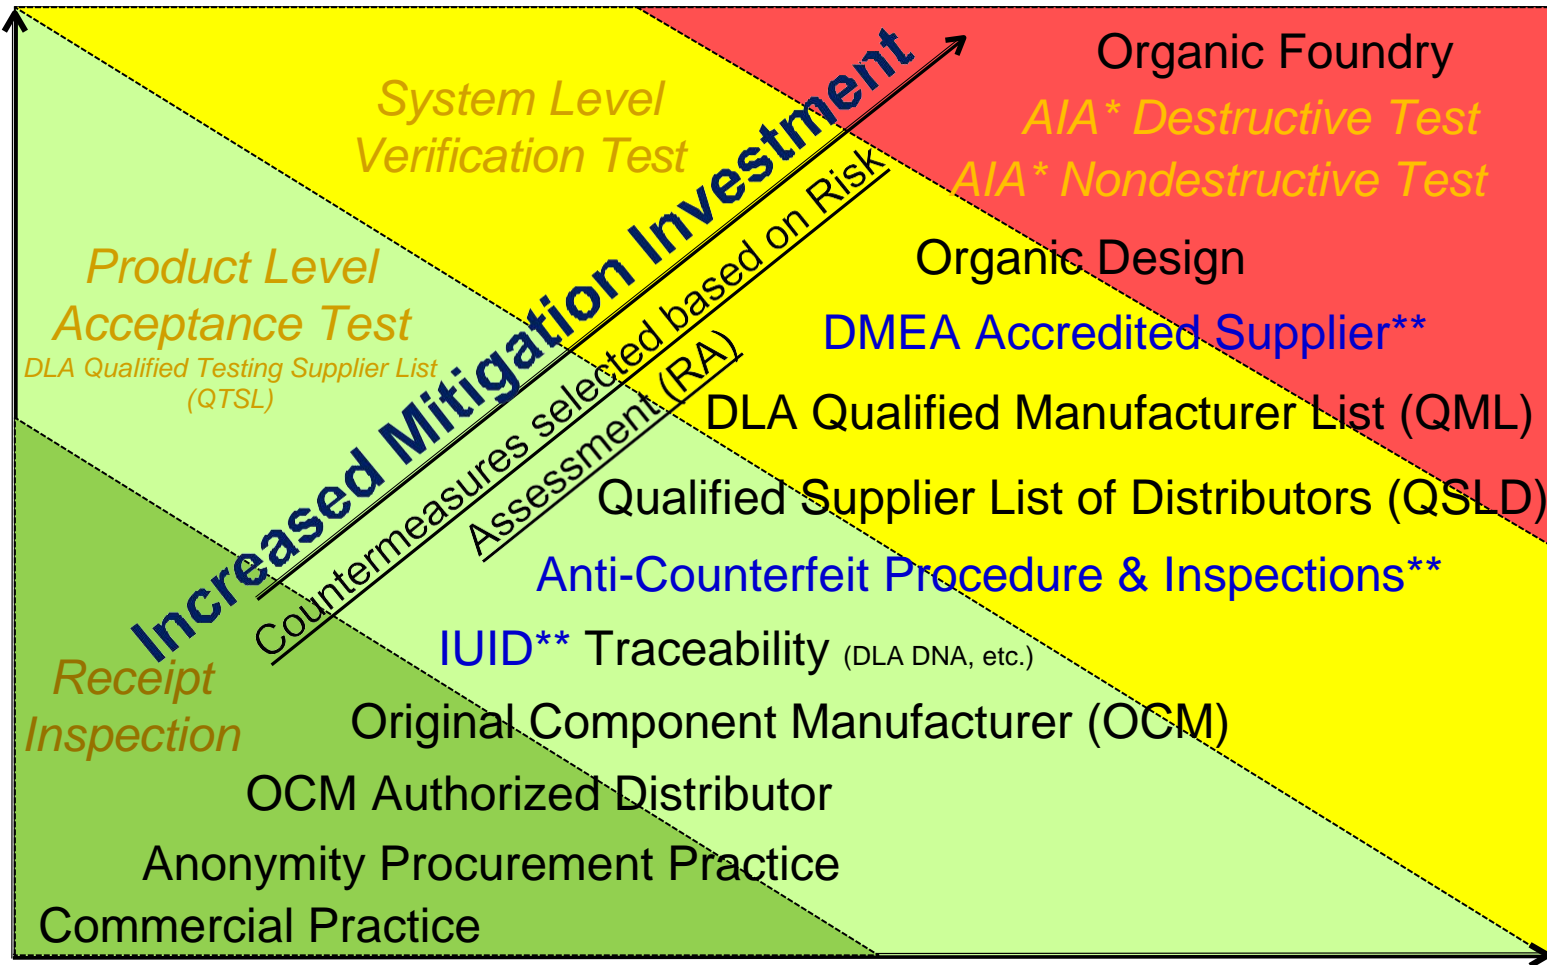 Organic Foundry
System Level
Verification Test
AIA* Destructive Test
AIA* Nondestructive Test
Increased Mitigation Investment
Countermeasures selected based on Risk
Assessment (RA)
Product Level
Acceptance Test
DLA Qualified Testing Supplier List
(QTSL)
Organic Design
DMEA Accredited Supplier**
DLA Qualified Manufacturer List (QML)
Qualified Supplier List of Distributors (QSLD)
Anti-Counterfeit Procedure & Inspections**
IUID** Traceability (DLA DNA, etc.)
Receipt
Inspection
Original Component Manufacturer (OCM)
OCM Authorized Distributor
Anonymity Procurement Practice
Commercial Practice